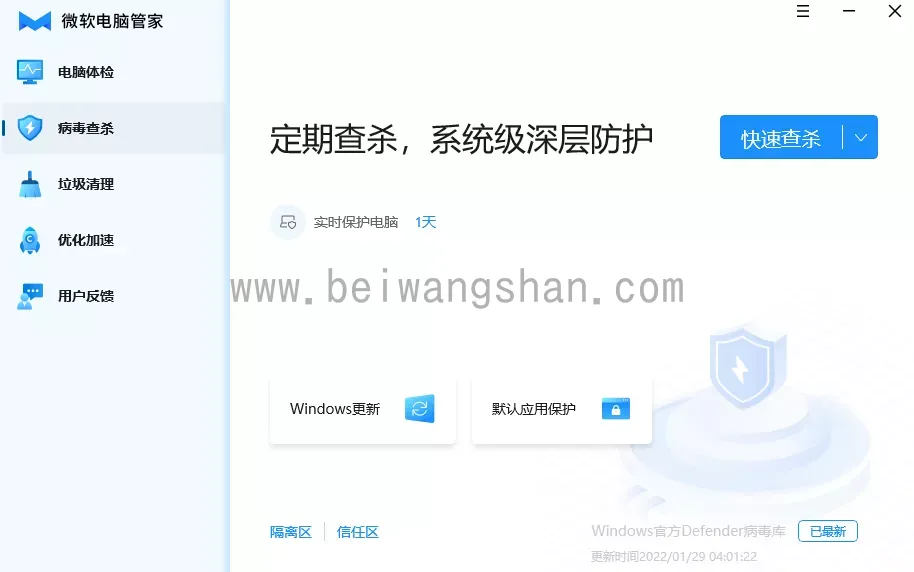 微软电脑管家
电脑体检
病毒查杀
垃圾清理
优化加速
用户反馈
定期查杀，系统级深层防护
快速查杀
实时保护电脑 1天
www.beiwangshan.com
Windows更新
默认应用保护
隔离区 信任区
Windows官方Defender病毒库 已最新
更新时间2022/01/29 04:01:22